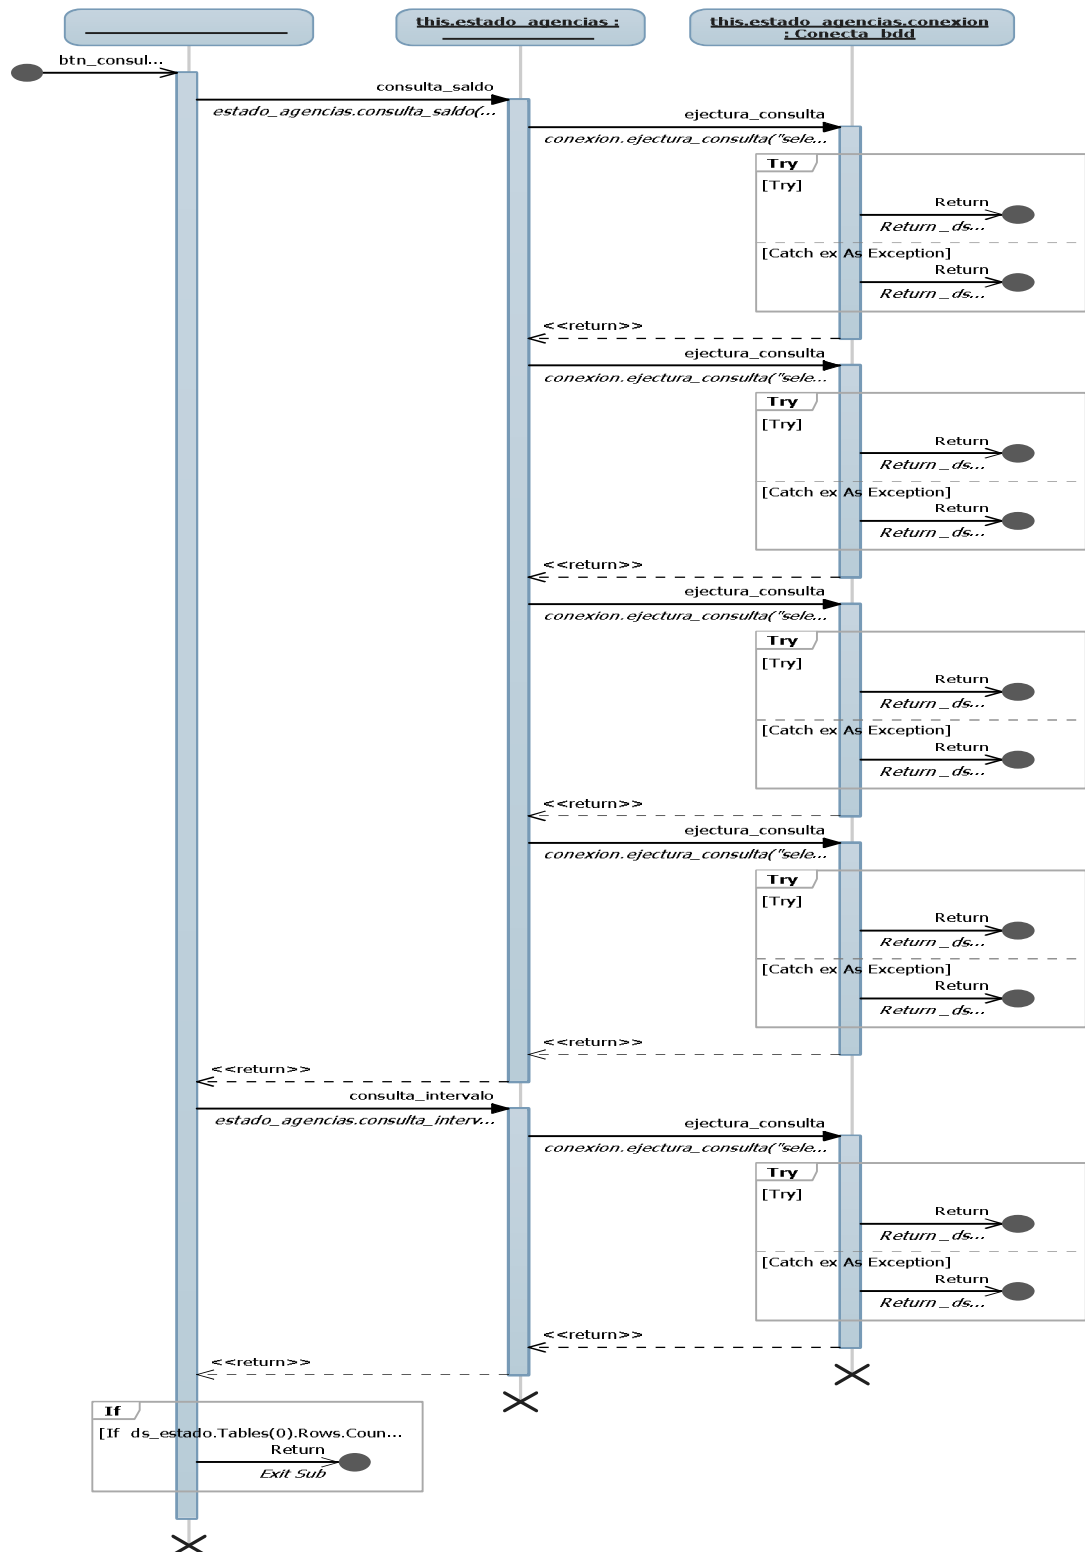 this.estado_agencias :
this.estado_agencias.conexion
: Conecta_bdd
btn_consul...
consulta_saldo
estado_agencias.consulta_saldo(...
ejectura_consulta
conexion.ejectura_consulta("sele...
Try
[Try]
Return
Return _ds...
[Catch ex As Exception]
Return
Return _ds...
<<return>>
ejectura_consulta
conexion.ejectura_consulta("sele...
Try
[Try]
Return
Return _ds...
[Catch ex As Exception]
Return
Return _ds...
<<return>>
ejectura_consulta
conexion.ejectura_consulta("sele...
Try
[Try]
Return
Return _ds...
[Catch ex As Exception]
Return
Return _ds...
<<return>>
ejectura_consulta
conexion.ejectura_consulta("sele...
Try
[Try]
Return
Return _ds...
[Catch ex As Exception]
Return
Return _ds...
<<return>>
<<return>>
consulta_intervalo
estado_agencias.consulta_interv...
ejectura_consulta
conexion.ejectura_consulta("sele...
Try
[Try]
Return
Return _ds...
[Catch ex As Exception]
Return
Return _ds...
<<return>>
<<return>>
If
[If  ds_estado.Tables(0).Rows.Coun...
Return
Exit Sub